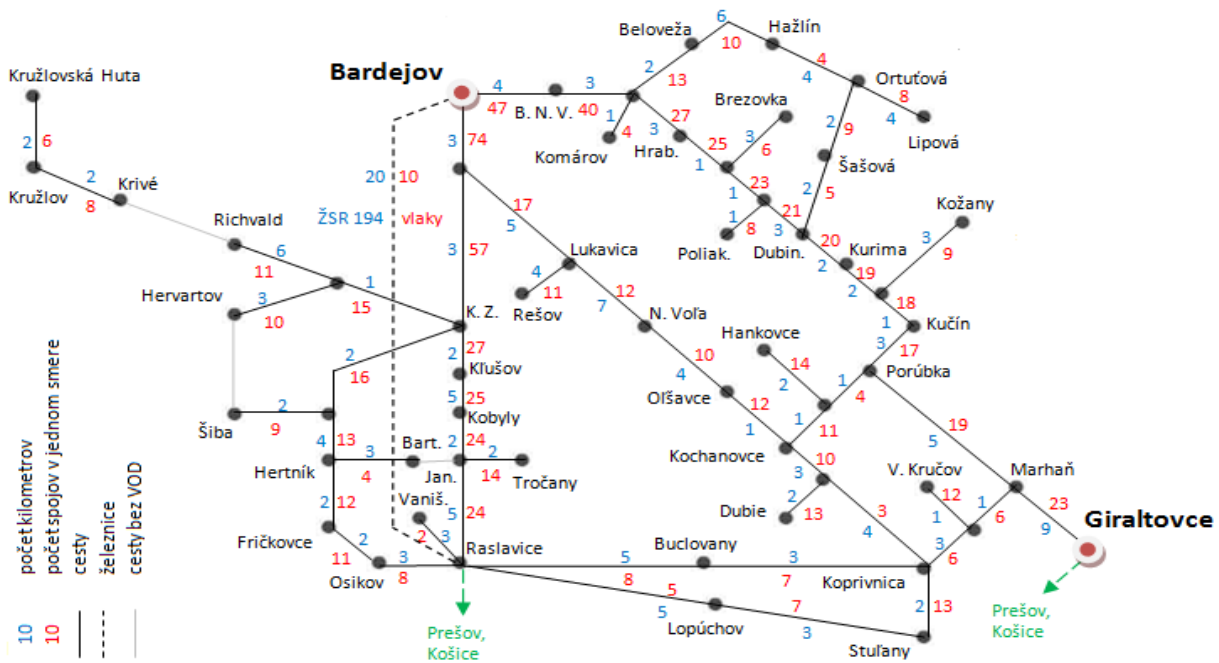 6
Beloveža
Hažlín
10
4
Kružlovská Huta
Bardejov
2
13
4
Ortuťová
4
3
8
47
B. N. V.
40
27
Brezovka
4
Lipová
1
4
3
2
9
2
6
3
74
Komárov
Hrab.
25
3
6
Šašová
Kružlov
2
Krivé
1
23
8
20
10
17
1
2
5
Kožany
Richvald
ŽSR 194
vlaky
5
1
8
21
20
Poliak.
3
Dubin.
Kurima
3
6
3
57
Lukavica
2
19
9
11
1
4
12
2
18
Hervartov
3
15
Rešov
11
7
1
Kučín
10
K. Z.
N. Voľa
Hankovce
3
17
2
27
10
14
1
Porúbka
2
Kľušov
4
2
4
16
5
25
Oľšavce
12
1
19
2
Kobyly
1
11
5
Šiba
9
4
13
Bart.
2
24
2
Kochanovce
10
V. Kručov
Marhaň
Hertník
3
4
Jan.
14
Tročany
3
12
1
23
2
12
Vaniš.
5
24
2
13
3
1
6
9
Giraltovce
Dubie
4
Fričkovce
2
2
3
Raslavice
5
Buclovany
3
3
6
11
3
Osikov
8
8
5
7
Koprivnica
7
2
13
5
Lopúchov
3
Stuľany
Prešov,
Košice
Prešov,
Košice
10 počet kilometrov
10 počet spojov v jednom smere
cesty
železnice
cesty bez VOD